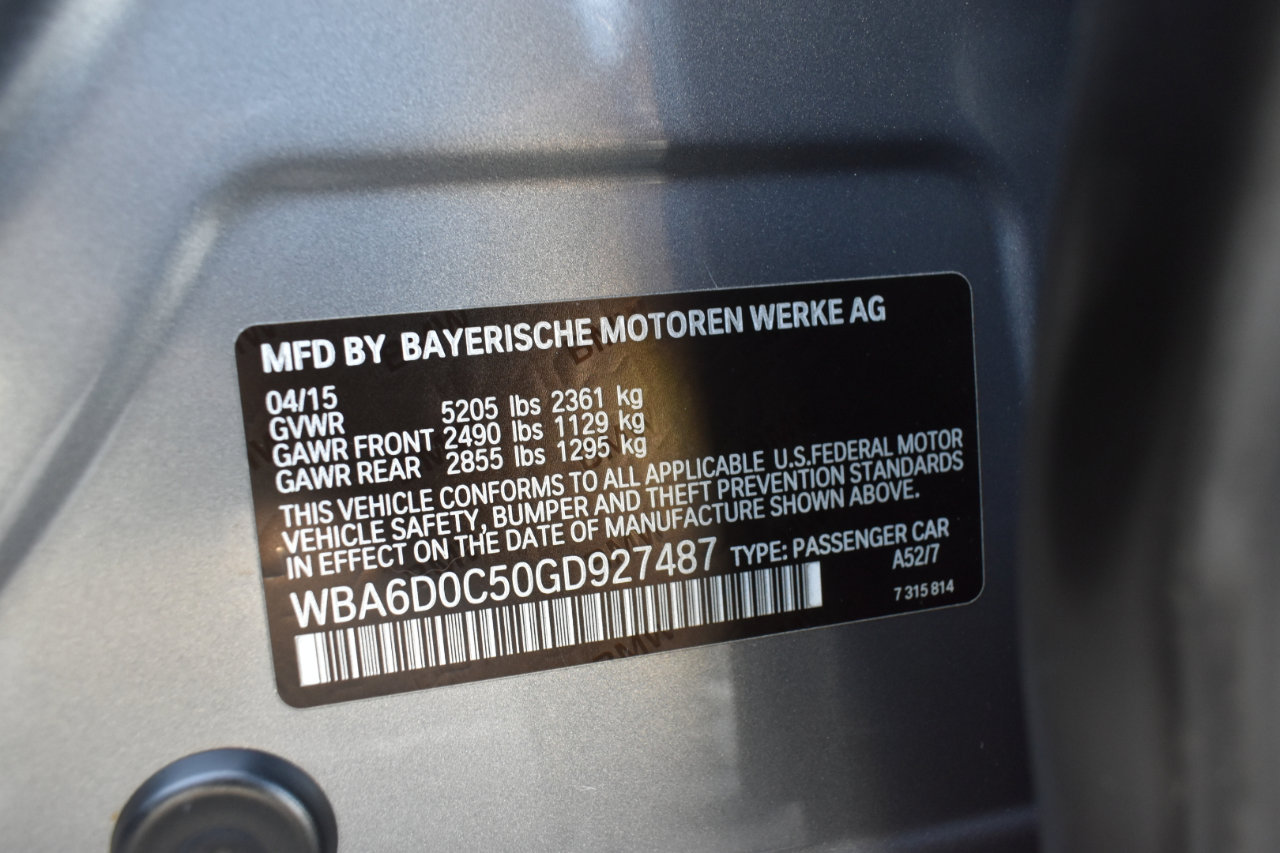 MFD BY BAYERISCHE MOTOREN WERKE AG
04/15
GVWR 5205 lbs 2361 kg
GAWR FRONT 2490 lbs 1129 kg
GAWR REAR 2855 lbs 1295 kg
THIS VEHICLE CONFORMS TO ALL APPLICABLE U.S.FEDERAL MOTOR
VEHICLE SAFETY, BUMPER AND THEFT PREVENTION STANDARDS
IN EFFECT ON THE DATE OF MANUFACTURE SHOWN ABOVE.
WBA6D0C50GD927487 TYPE: PASSENGER CAR
A52/7
7 315 814
BMW